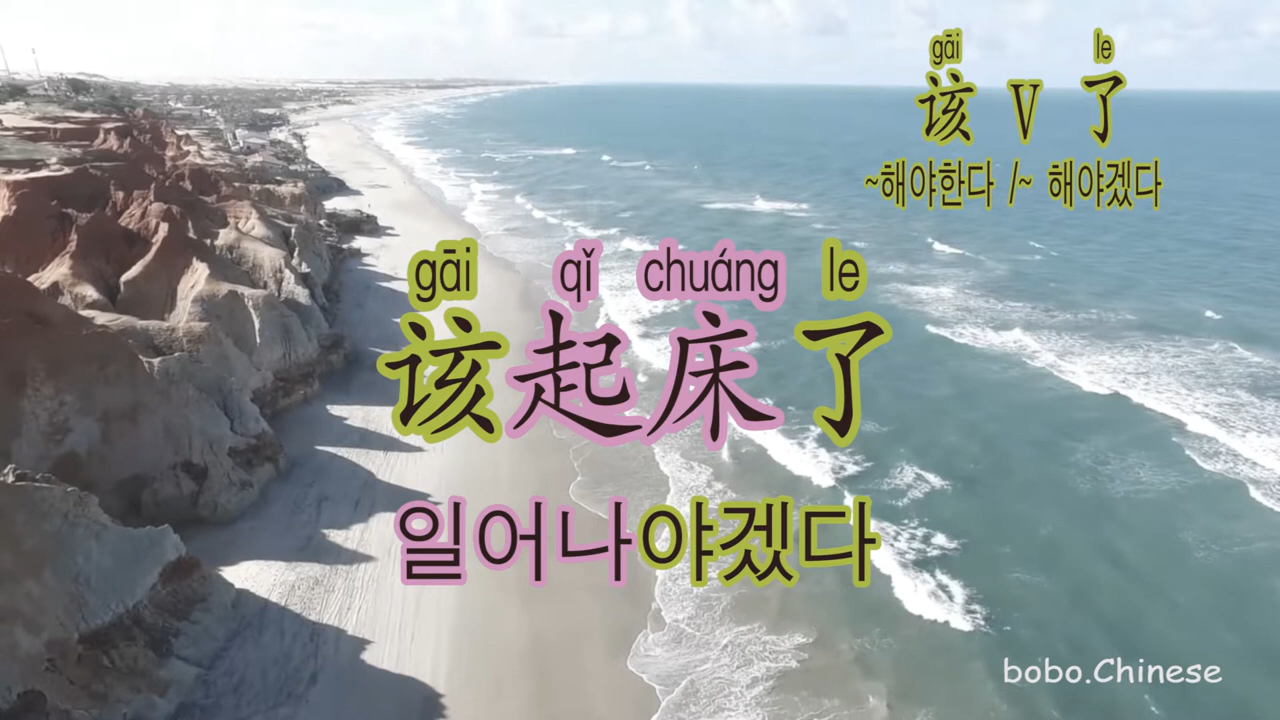 gāi le
该 V 了
~해야한다 /~ 해야겠다
gāi qǐ chuáng le
该起床了
일어나야겠다
bobo.Chinese